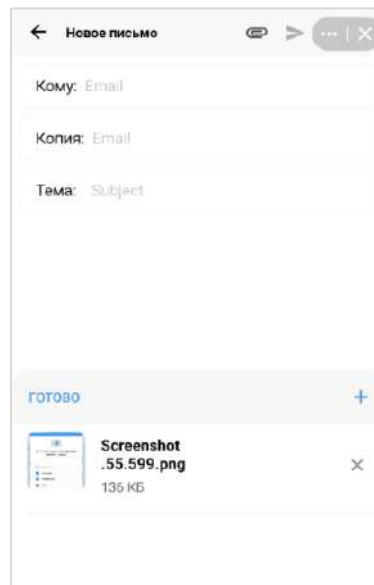 Новое письмо
Кому: Email
Копия: Email
Тема: Subject
ГОТОВО
Screenshot
.55.599.png
136 КБ